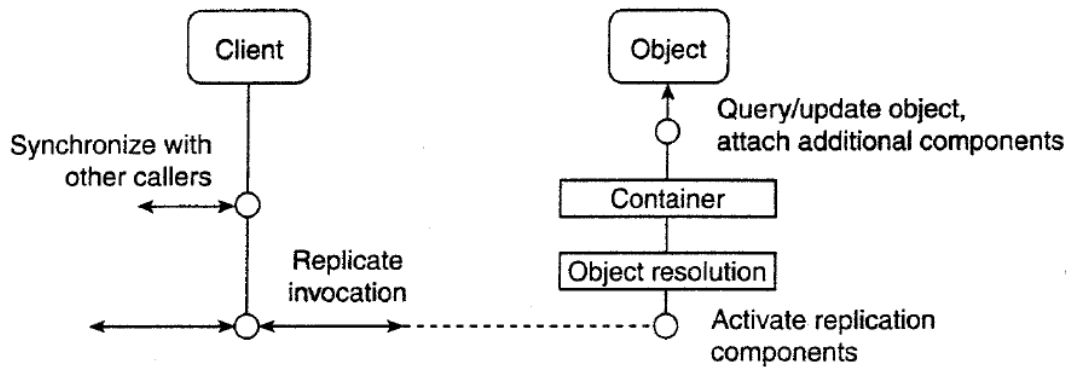 Client
Object
Query/update object,
attach additional components
Synchronize with
other callers
Container
Replicate
invocation
Object resolution
Activate replication
components